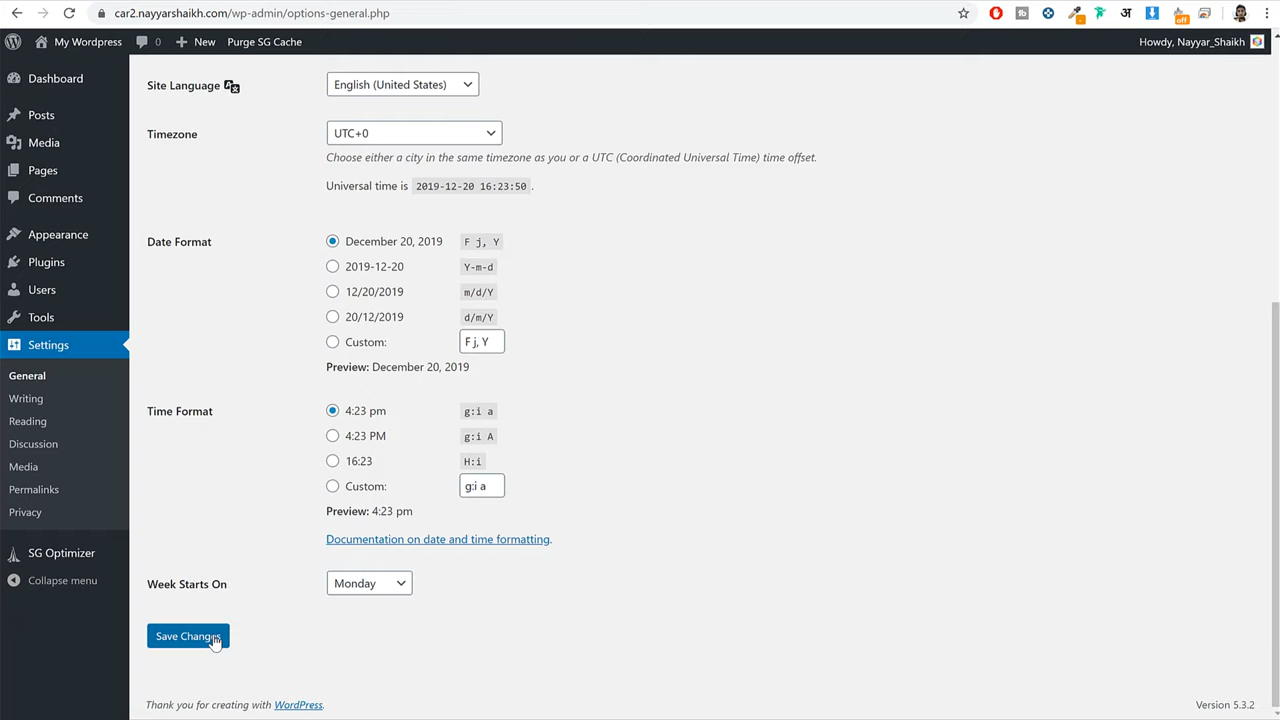 car2.nayyarshaikh.com/wp-admin/options-general.php
off
My Wordpress 0 New Purge SG Cache Howdy, Nayyar_Shaikh
Dashboard
Posts
Media
Pages
Comments
Appearance
Plugins
Users
Tools
Settings
General
Writing
Reading
Discussion
Media
Permalinks
Privacy
SG Optimizer
Collapse menu
Site Language
English (United States)
Timezone
UTC+0
Choose either a city in the same timezone as you or a UTC (Coordinated Universal Time) time offset.
Universal time is 2019-12-20 16:23:50 .
Date Format
December 20, 2019 F j, Y
2019-12-20 Y-m-d
12/20/2019 m/d/Y
20/12/2019 d/m/Y
Custom: F j, Y
Preview: December 20, 2019
Time Format
4:23 pm g:i a
4:23 PM g:i A
16:23 H:i
Custom: g:i a
Preview: 4:23 pm
Documentation on date and time formatting.
Week Starts On
Monday
Save Changes
Thank you for creating with WordPress.
Version 5.3.2